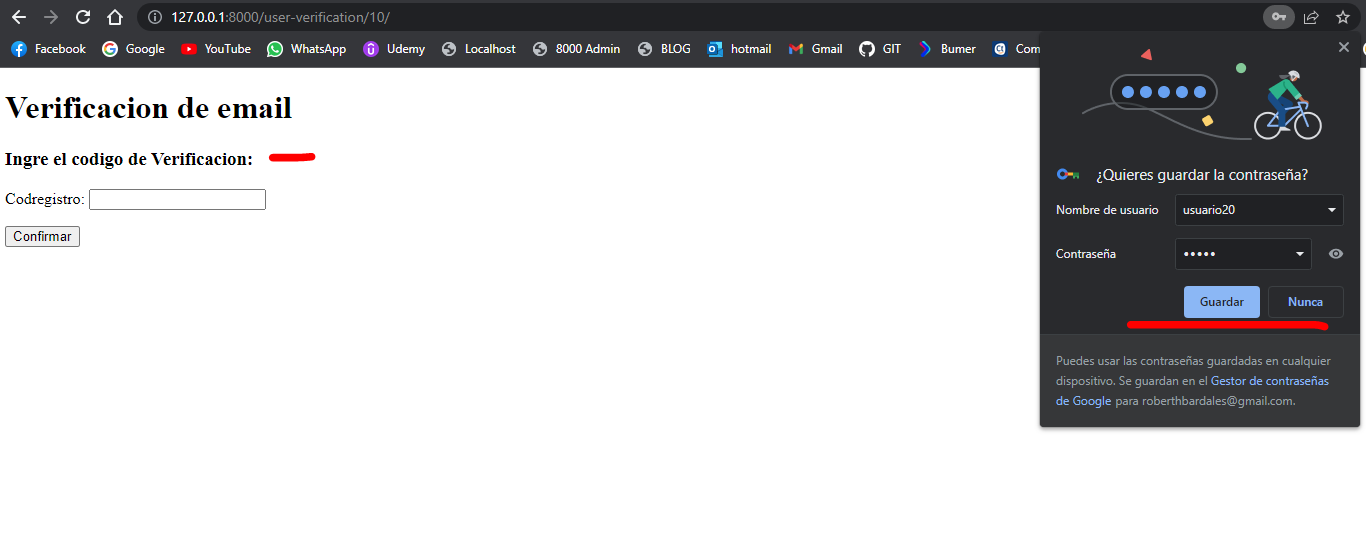 127.0.0.1:8000/user-verification/10/
Facebook Google YouTube WhatsApp Udemy Localhost 8000 Admin BLOG hotmail Gmail GIT Bumer Com
Verificacion de email
Ingre el codigo de Verificacion:
Codregistro:
Confirmar
¿Quieres guardar la contraseña?
Nombre de usuario usuario20
Contraseña •••••
Guardar Nunca
Puedes usar las contraseñas guardadas en cualquier
dispositivo. Se guardan en el Gestor de contraseñas
de Google para roberthbardales@gmail.com.